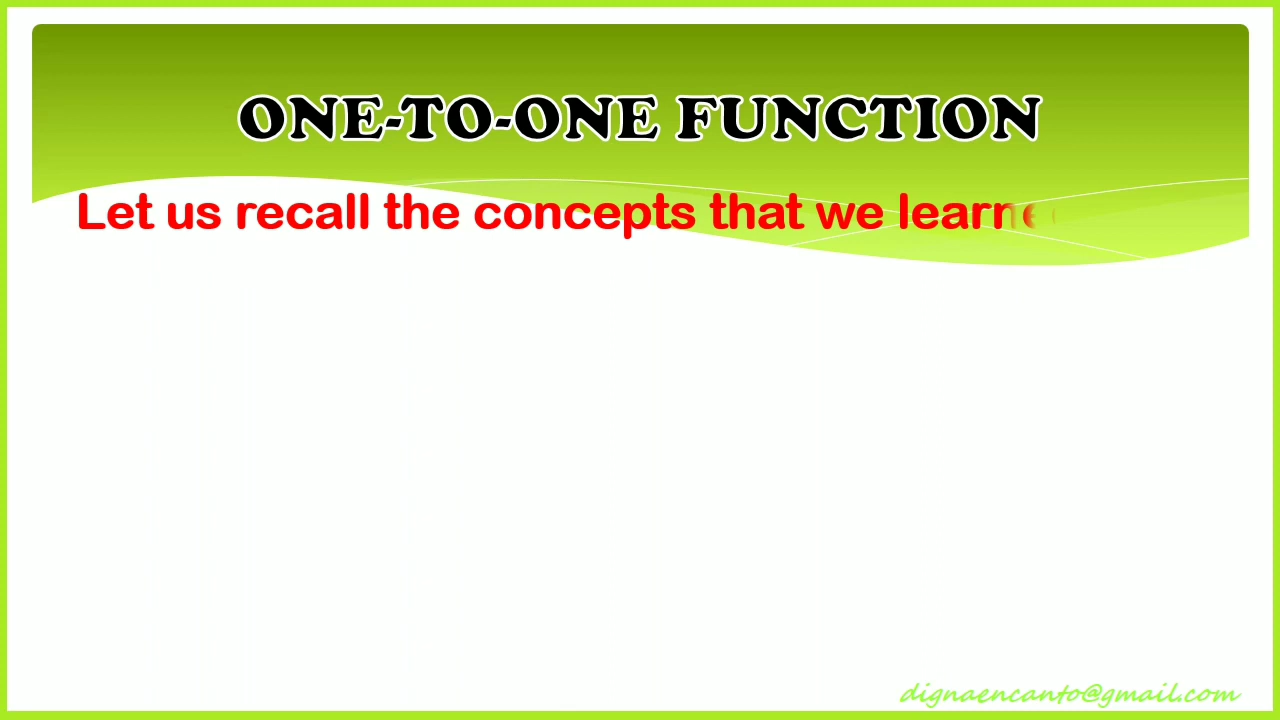 ONE-TO-ONE FUNCTION
Let us recall the concepts that we
dignaencanto@gmail.com